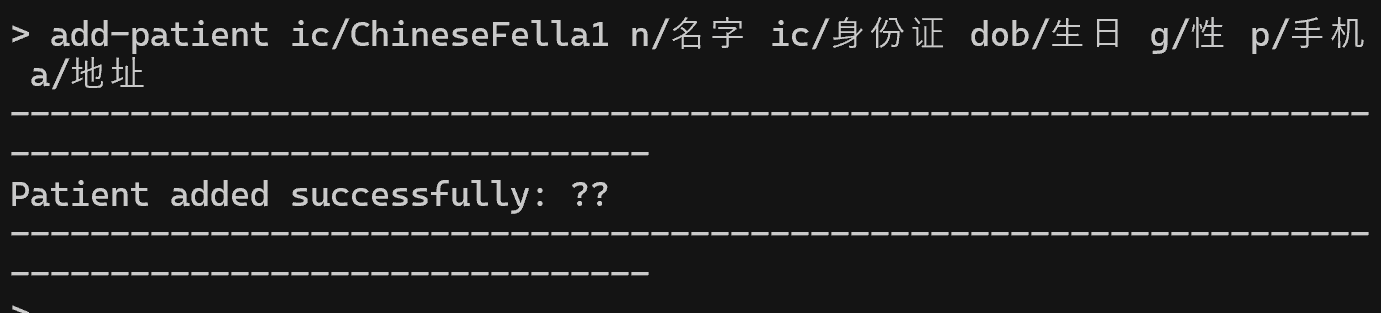 > add-patient ic/ChineseFella1 n/名字 ic/身份证 dob/生日 g/性 p/手机
a/地址
--------------------------------------------------------------------
--------------------------------
Patient added successfully: ??
--------------------------------------------------------------------
--------------------------------
>